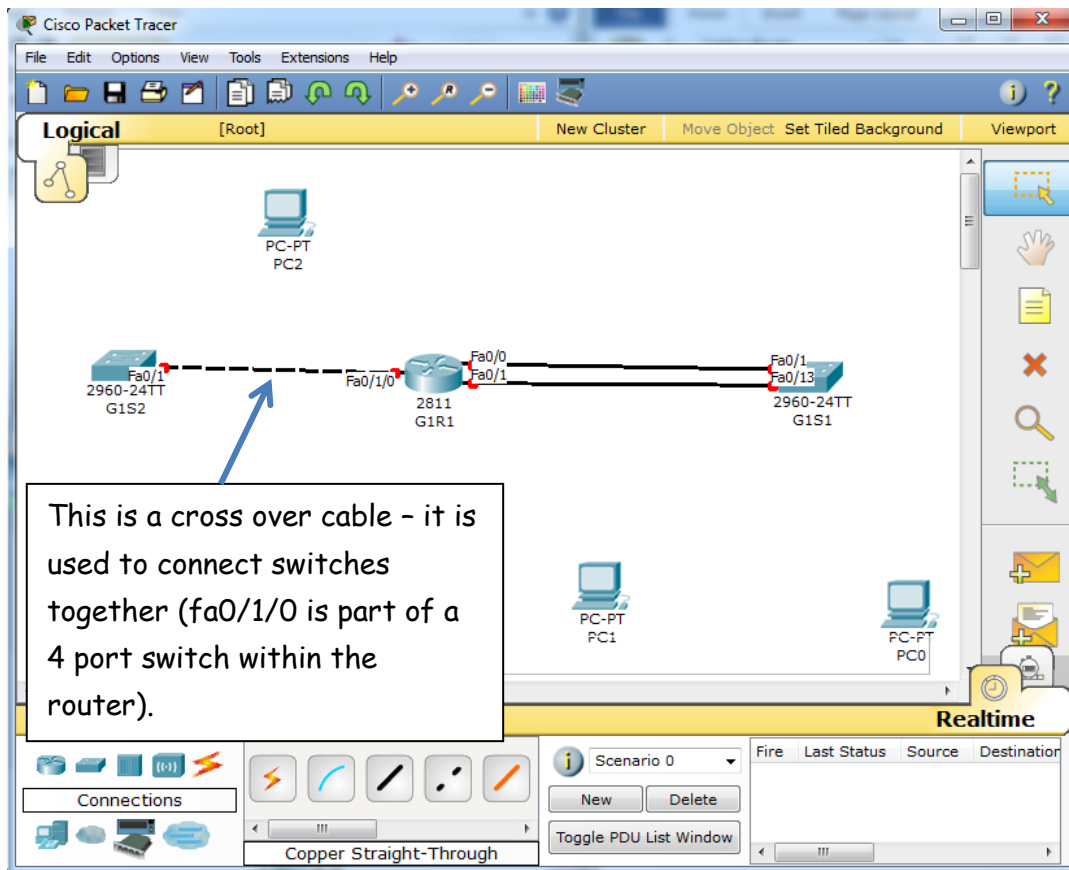 Cisco Packet Tracer
File Edit Options View Tools Extensions Help
Logical [Root] New Cluster Move Object Set Tiled Background Viewport
PC-PT
PC2
Fa0/1
2960-24TT
G1S2
Fa0/1/0
Fa0/0
Fa0/1
2811
G1R1
Fa0/1
Fa0/13
2960-24TT
G1S1
This is a cross over cable – it is
used to connect switches
together (fa0/1/0 is part of a
4 port switch within the
router).
PC-PT
PC1
PC-PT
PC0
Realtime
Connections
Copper Straight-Through
Scenario 0
New Delete
Toggle PDU List Window
Fire Last Status Source Destination